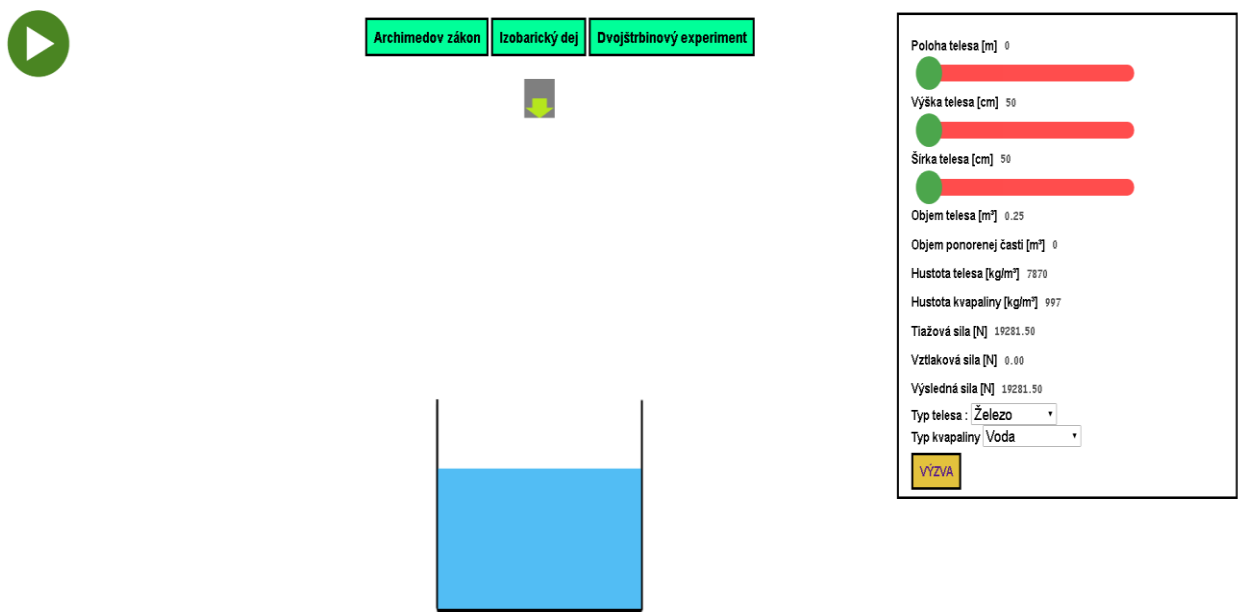 Archimedov zákon Izobarický dej Dvojštrbinový experiment
Poloha telesa [m] 0
Výška telesa [cm] 50
Šírka telesa [cm] 50
Objem telesa [m³] 0.25
Objem ponorenej časti [m³] 0
Hustota telesa [kg/m³] 7870
Hustota kvapaliny [kg/m³] 997
Tiažová sila [N] 19281.50
Vztlaková sila [N] 0.00
Výsledná sila [N] 19281.50
Typ telesa : Železo
Typ kvapaliny Voda
VÝZVA